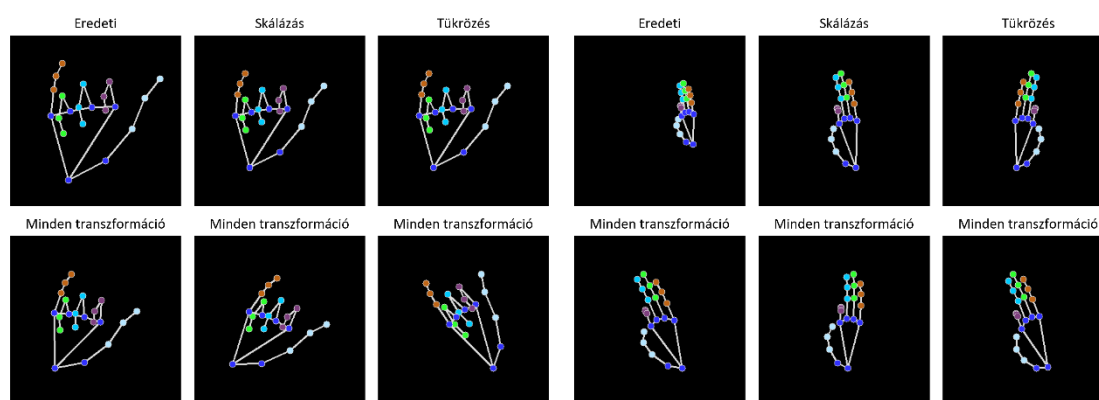 Eredeti
Skálázás
Tükrözés
Eredeti
Skálázás
Tükrözés
Minden transzformáció
Minden transzformáció
Minden transzformáció
Minden transzformáció
Minden transzformáció
Minden transzformáció